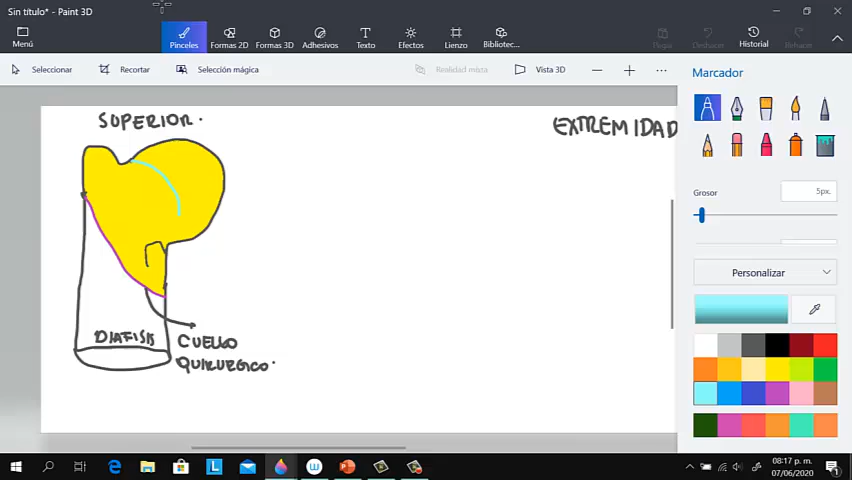 Sin título* - Paint 3D
Menú
Pinceles
Formas 2D
Formas 3D
Adhesivos
Texto
Efectos
Lienzo
Bibliotec...
Pegar
Deshacer
Historial
Rehacer
Seleccionar
Recortar
Selección mágica
Realidad mixta
Vista 3D
Marcador
Grosor
5px.
Personalizar
SUPERIOR.
EXTREMIDAD
DIAFISIS
CUELLO
QUIRURGICO.
08:17 p. m.
07/06/2020